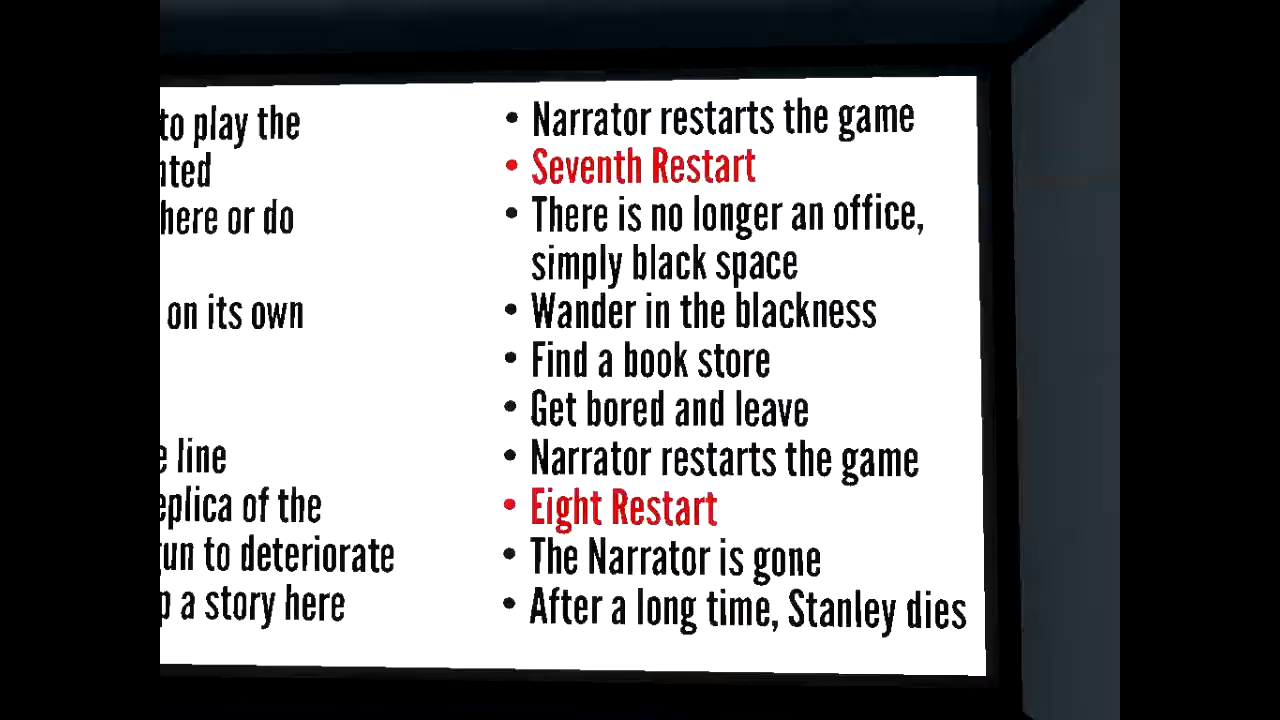 to play the
here or do
on its own
line
of the
to deteriorate
a story here
• Narrator restarts the game
• Seventh Restart
• There is no longer an office,
simply black space
• Wander in the blackness
• Find a book store
• Get bored and leave
• Narrator restarts the game
• Eight Restart
• The Narrator is gone
• After a long time, Stanley dies